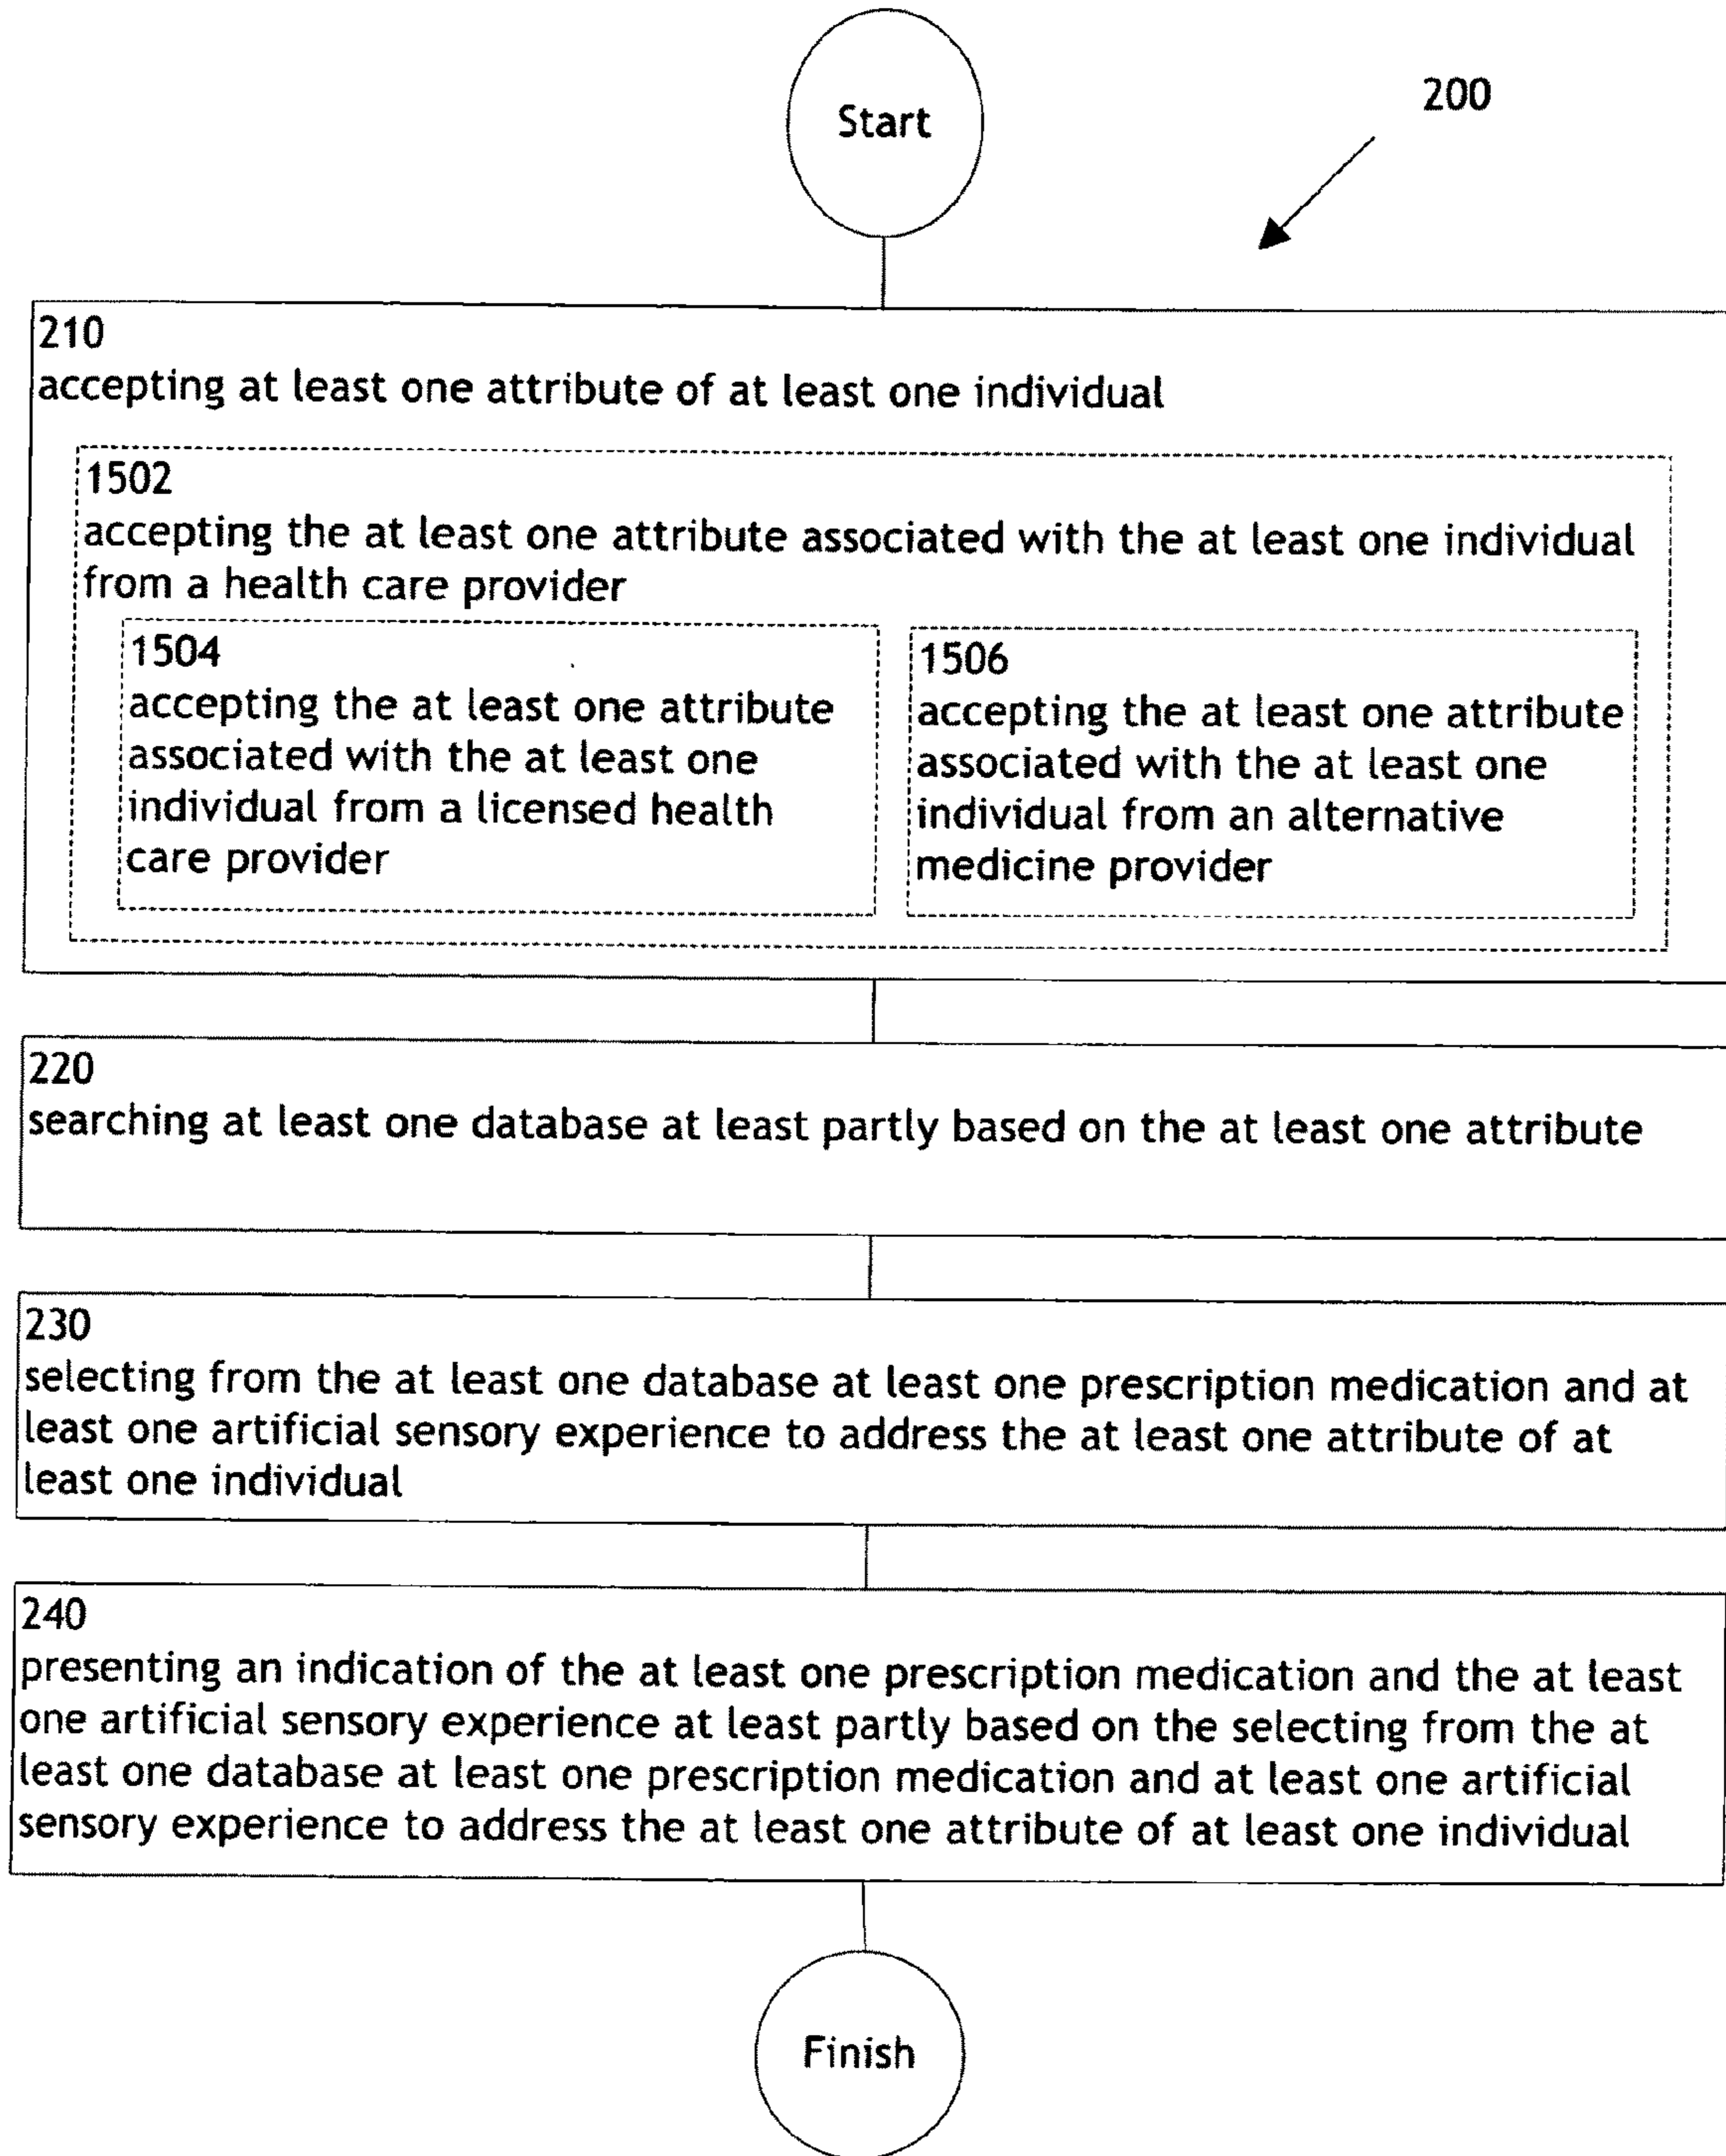 Start
200
210
accepting at least one attribute of at least one individual
1502
accepting the at least one attribute associated with the at least one individual
from a health care provider
1504
accepting the at least one attribute
associated with the at least one
individual from a licensed health
care provider
1506
accepting the at least one attribute
associated with the at least one
individual from an alternative
medicine provider
220
searching at least one database at least partly based on the at least one attribute
230
selecting from the at least one database at least one prescription medication and at
least one artificial sensory experience to address the at least one attribute of at
least one individual
240
presenting an indication of the at least one prescription medication and the at least
one artificial sensory experience at least partly based on the selecting from the at
least one database at least one prescription medication and at least one artificial
sensory experience to address the at least one attribute of at least one individual
Finish